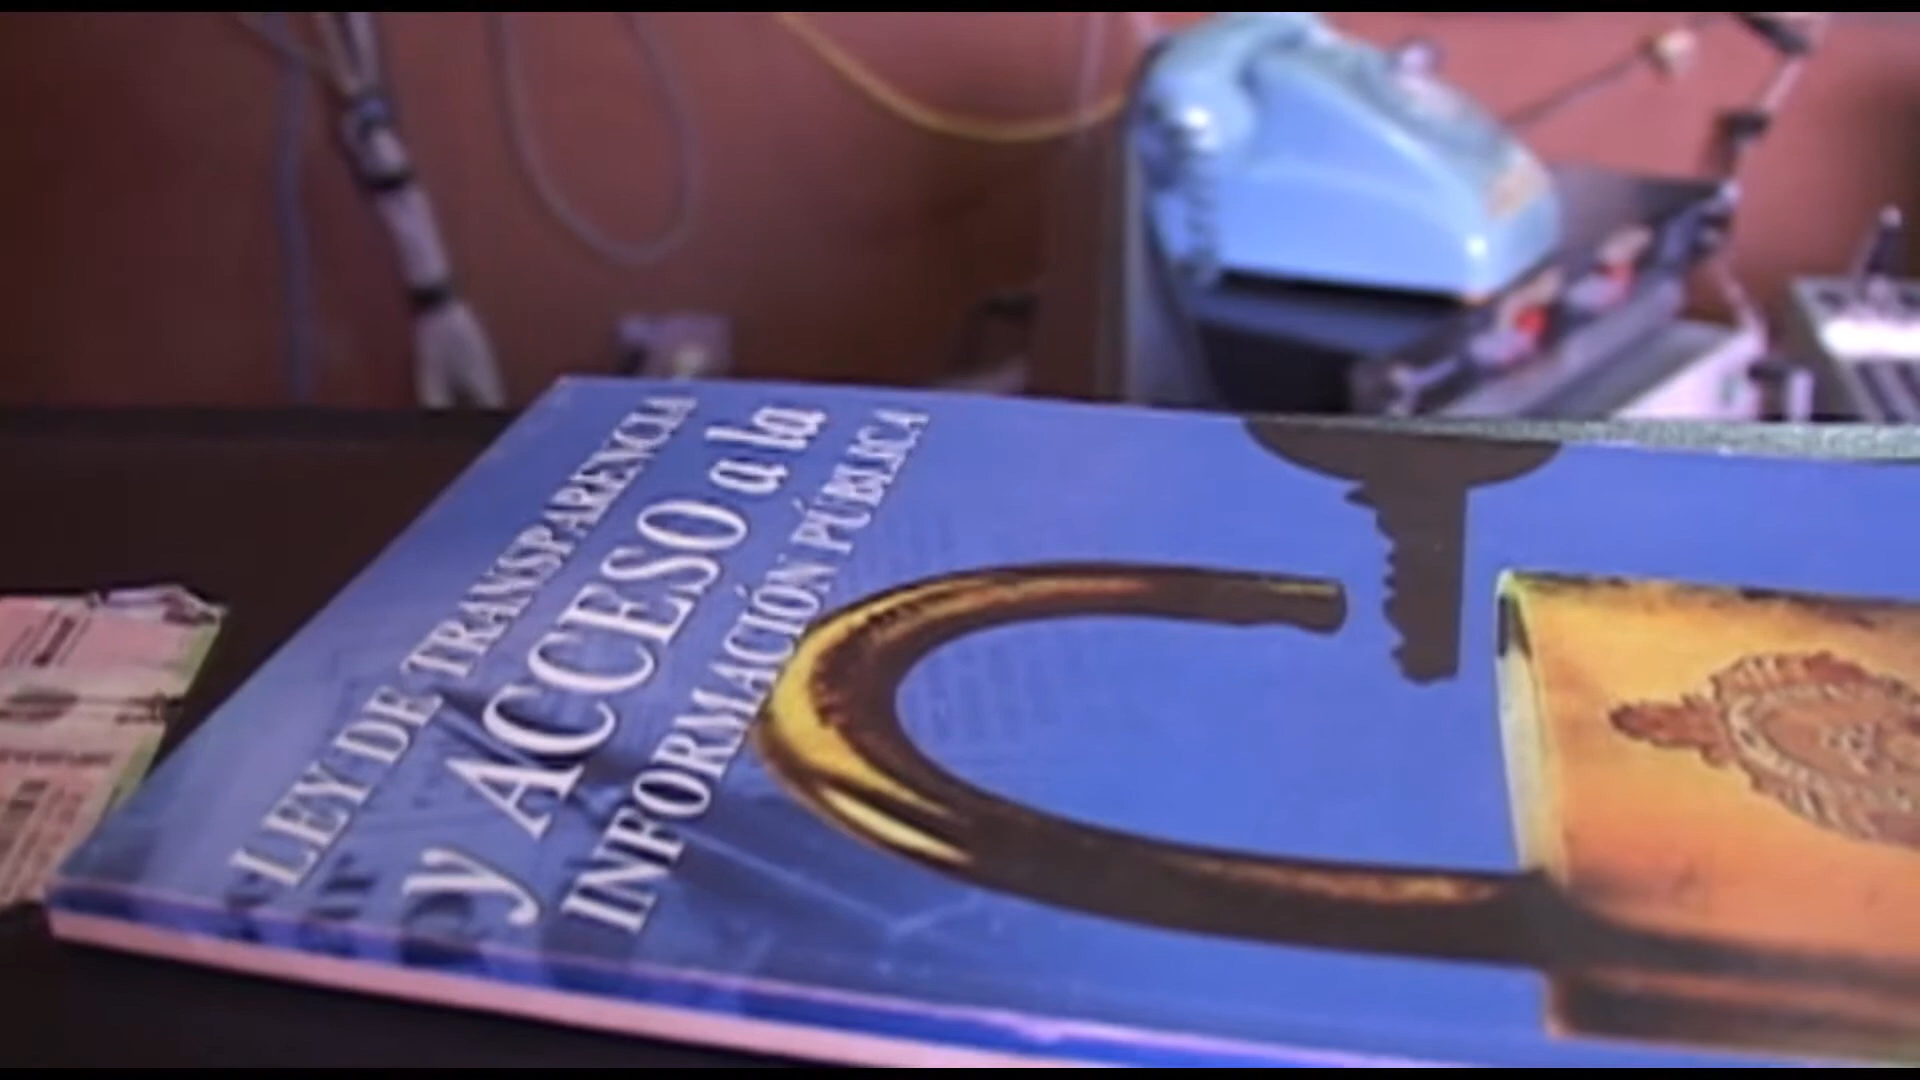 LEY DE TRANSPARENCIA
y ACCESO a la
INFORMACIÓN PÚBLICA